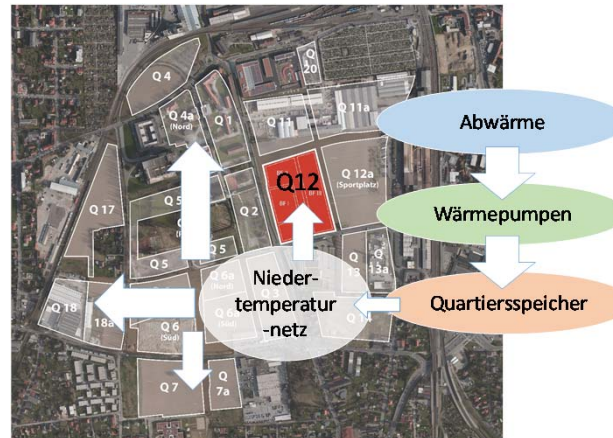 Q 4
Q
20
Q 4a
(Nord)
Q 1
Q 11
Q 11a
Abwärme
Q12
Q 12a
(Sportplatz)
Q 17
Q 5
Q 2
Wärmepumpen
Q 5
Q 5
Q 6a
(Nord)
Nieder-
temperatur
-netz
Q
13
Q
13a
Quartiersspeicher
Q 18
18a
Q 6
(Süd)
Q 6a
(Süd)
Q 7
Q
7a